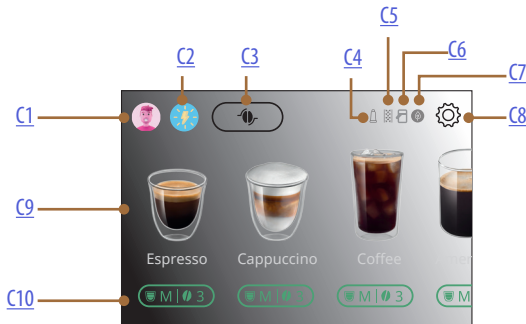 C5
C2 C3 C4 C6
C7
C1 C8
C9
Espresso Cappuccino Coffee
C10 M 3 M 3 M 3 M